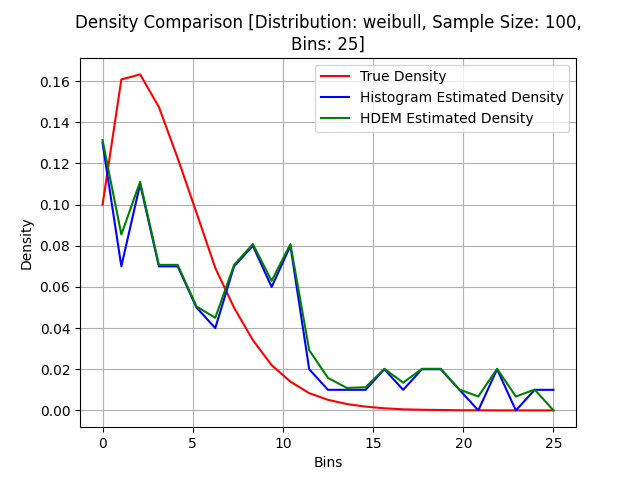 Density Comparison [Distribution: weibull, Sample Size: 100,
Bins: 25]
True Density
Histogram Estimated Density
HDEM Estimated Density
Density
0.16
0.14
0.12
0.10
0.08
0.06
0.04
0.02
0.00
0 5 10 15 20 25
Bins